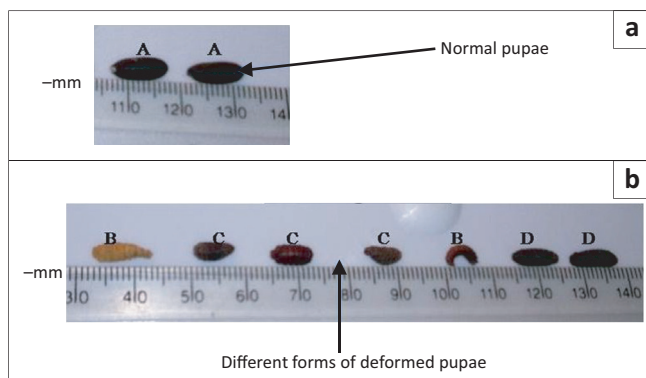 a
A A
Normal pupae
–mm
110 120 130 14
b
B C C C B D D
–mm
30 40 50 60 70 80 90 100 110 120 130 140
Different forms of deformed pupae